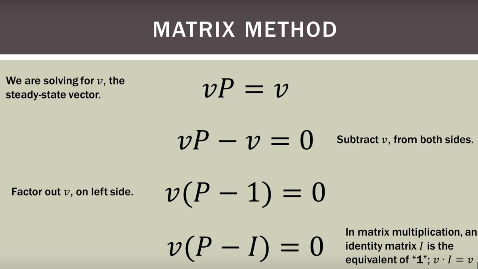 MATRIX METHOD
We are solving for v, the
steady-state vector.
vP = v
vP − v = 0
Subtract v, from both sides.
Factor out v, on left side.
v(P − 1) = 0
v(P − I) = 0
In matrix multiplication, an
identity matrix I is the
equivalent of “1”; v · I = v